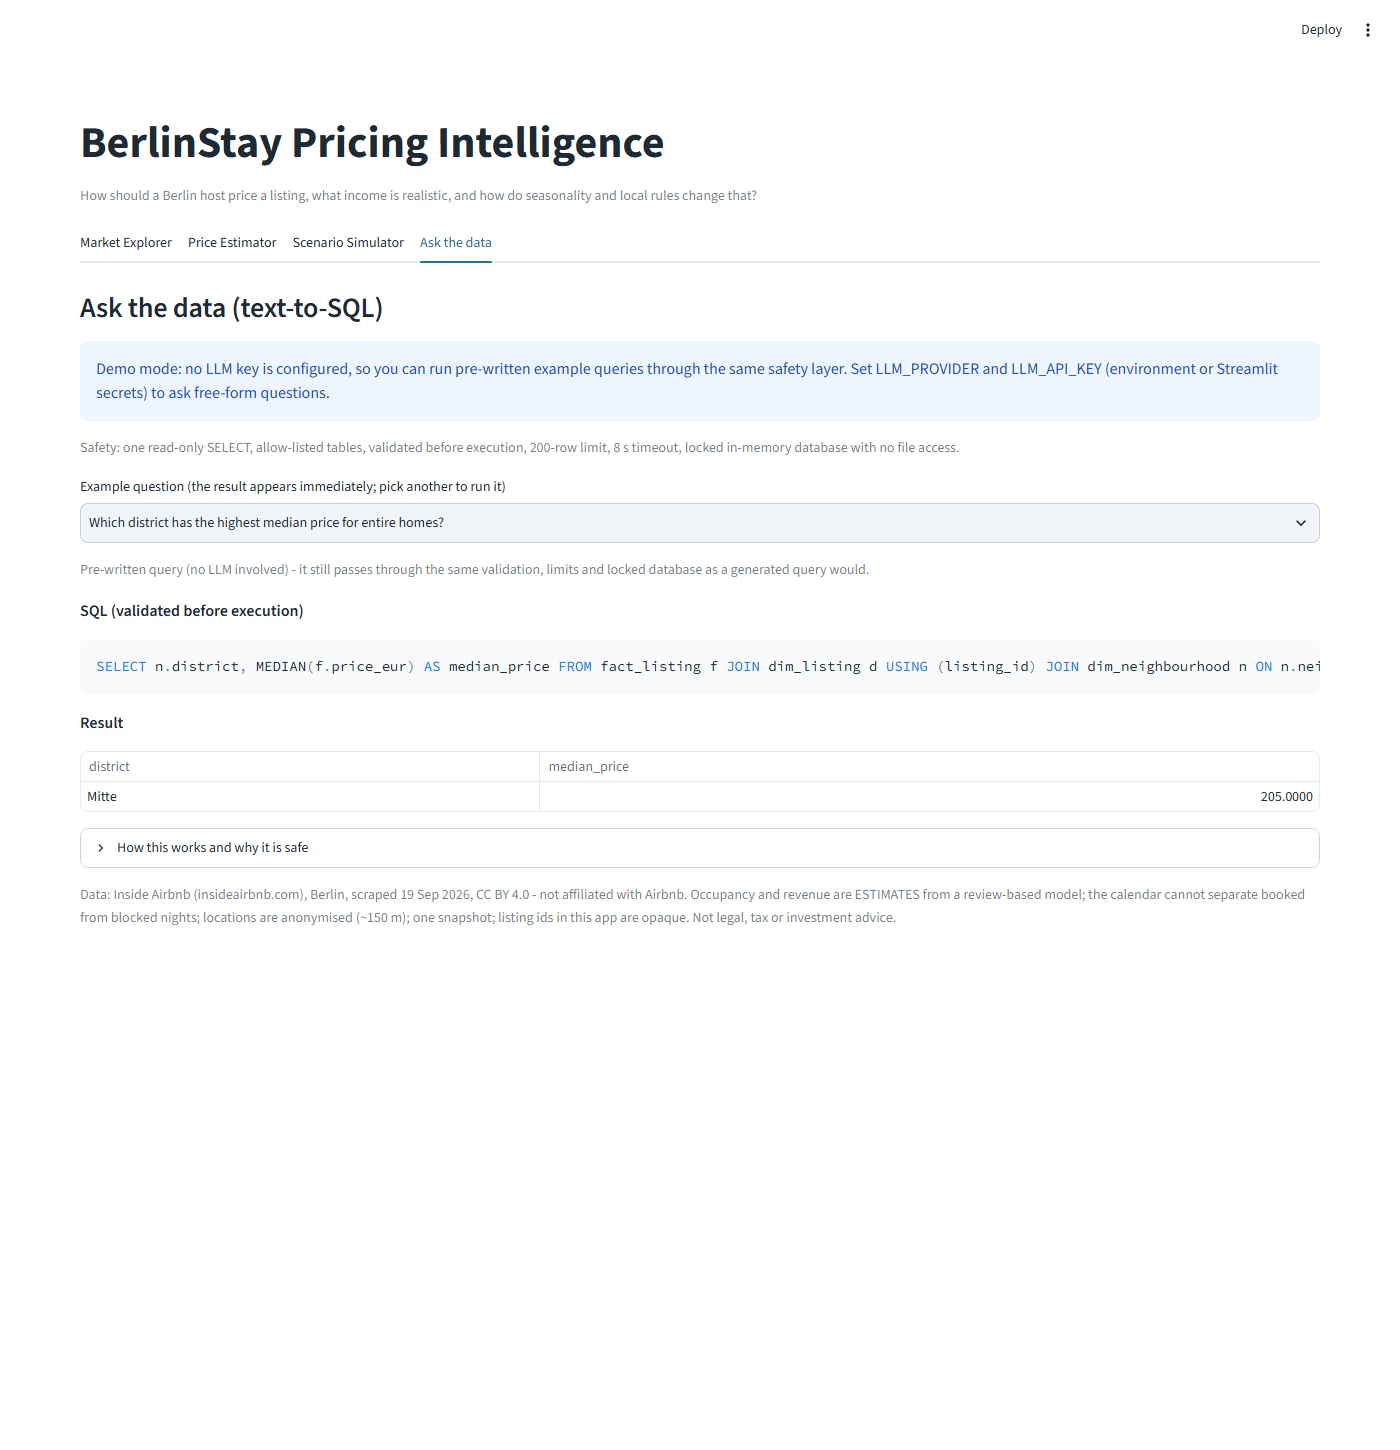 Deploy
BerlinStay Pricing Intelligence
How should a Berlin host price a listing, what income is realistic, and how do seasonality and local rules change that?
Market Explorer Price Estimator Scenario Simulator Ask the data
Ask the data (text-to-SQL)
Demo mode: no LLM key is configured, so you can run pre-written example queries through the same safety layer. Set LLM_PROVIDER and LLM_API_KEY (environment or Streamlit
secrets) to ask free-form questions.
Safety: one read-only SELECT, allow-listed tables, validated before execution, 200-row limit, 8 s timeout, locked in-memory database with no file access.
Example question (the result appears immediately; pick another to run it)
Which district has the highest median price for entire homes?
Pre-written query (no LLM involved) - it still passes through the same validation, limits and locked database as a generated query would.
SQL (validated before execution)
SELECT n.district, MEDIAN(f.price_eur) AS median_price FROM fact_listing f JOIN dim_listing d USING (listing_id) JOIN dim_neighbourhood n ON n.nei
Result
district median_price
Mitte 205.0000
How this works and why it is safe
Data: Inside Airbnb (insideairbnb.com), Berlin, scraped 19 Sep 2026, CC BY 4.0 - not affiliated with Airbnb. Occupancy and revenue are ESTIMATES from a review-based model; the calendar cannot separate booked
from blocked nights; locations are anonymised (~150 m); one snapshot; listing ids in this app are opaque. Not legal, tax or investment advice.